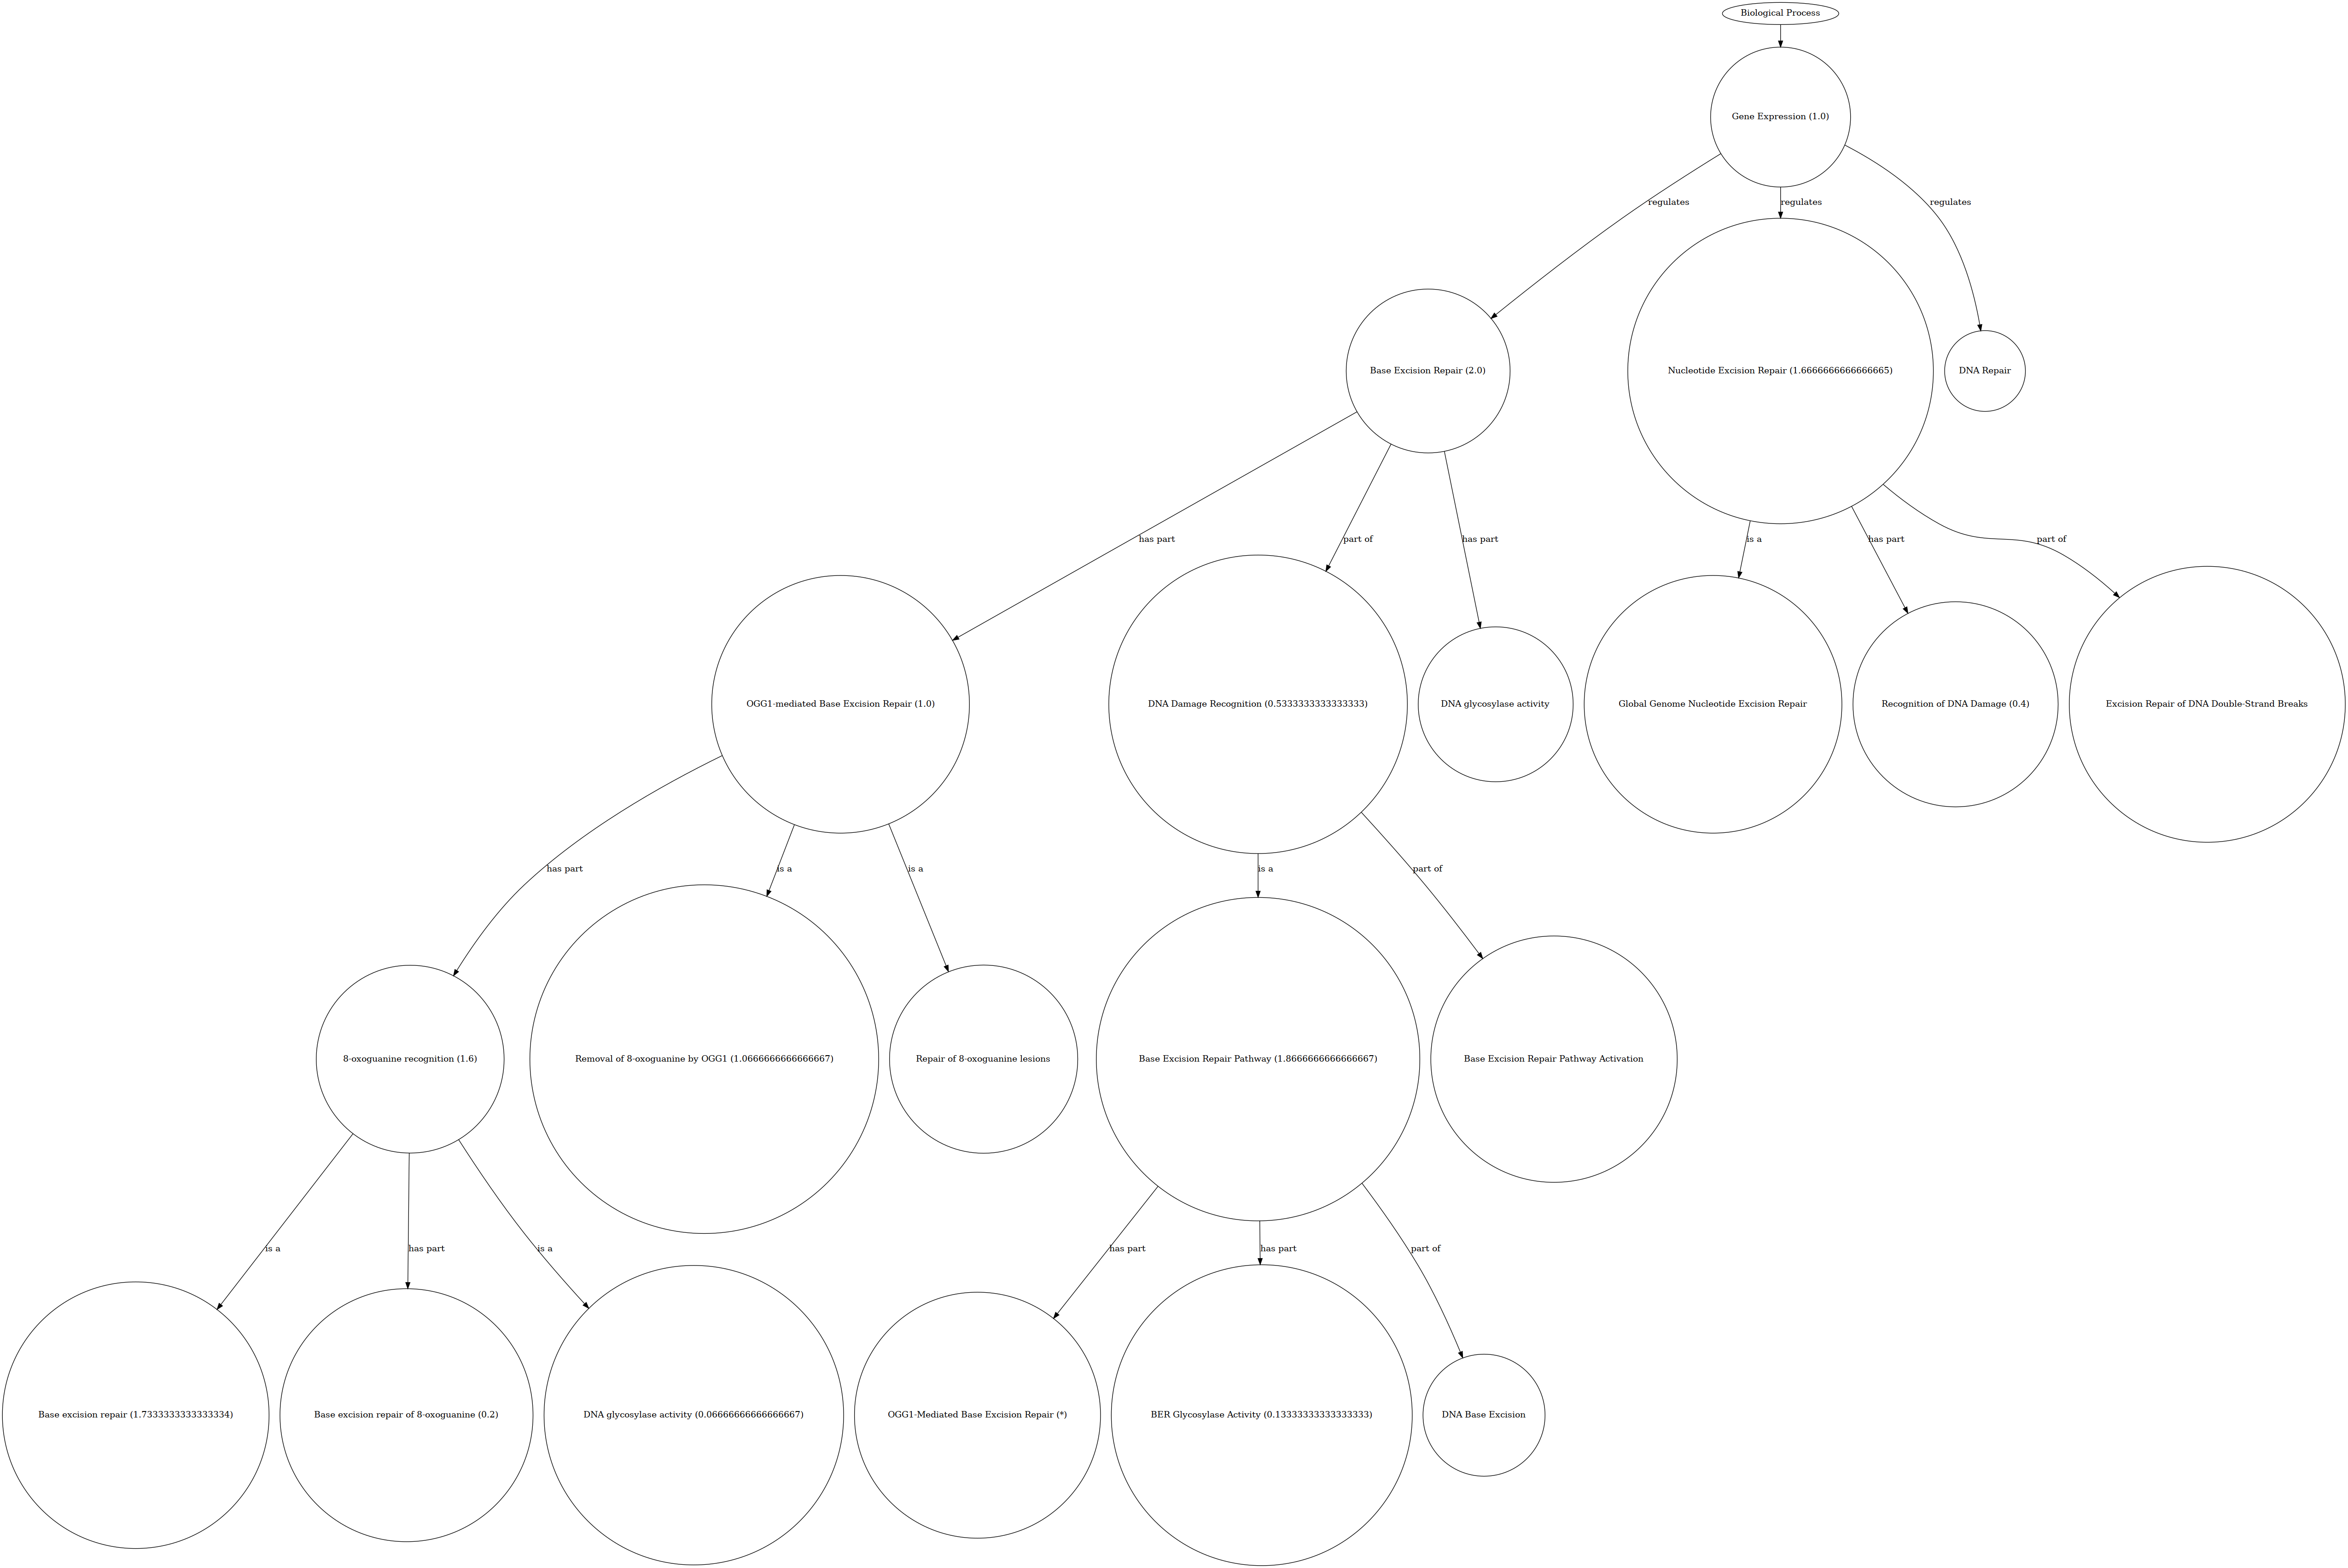 Biological Process
Gene Expression (1.0)
regulates
regulates
regulates
Base Excision Repair (2.0)
Nucleotide Excision Repair (1.6666666666666665)
DNA Repair
has part
part of
has part
is a
has part
part of
OGG1-mediated Base Excision Repair (1.0)
DNA Damage Recognition (0.5333333333333333)
DNA glycosylase activity
Global Genome Nucleotide Excision Repair
Recognition of DNA Damage (0.4)
Excision Repair of DNA Double-Strand Breaks
has part
is a
is a
is a
part of
8-oxoguanine recognition (1.6)
Removal of 8-oxoguanine by OGG1 (1.0666666666666667)
Repair of 8-oxoguanine lesions
Base Excision Repair Pathway (1.8666666666666667)
Base Excision Repair Pathway Activation
is a
has part
is a
has part
has part
part of
Base excision repair (1.7333333333333334)
Base excision repair of 8-oxoguanine (0.2)
DNA glycosylase activity (0.06666666666666667)
OGG1-Mediated Base Excision Repair (*)
BER Glycosylase Activity (0.13333333333333333)
DNA Base Excision